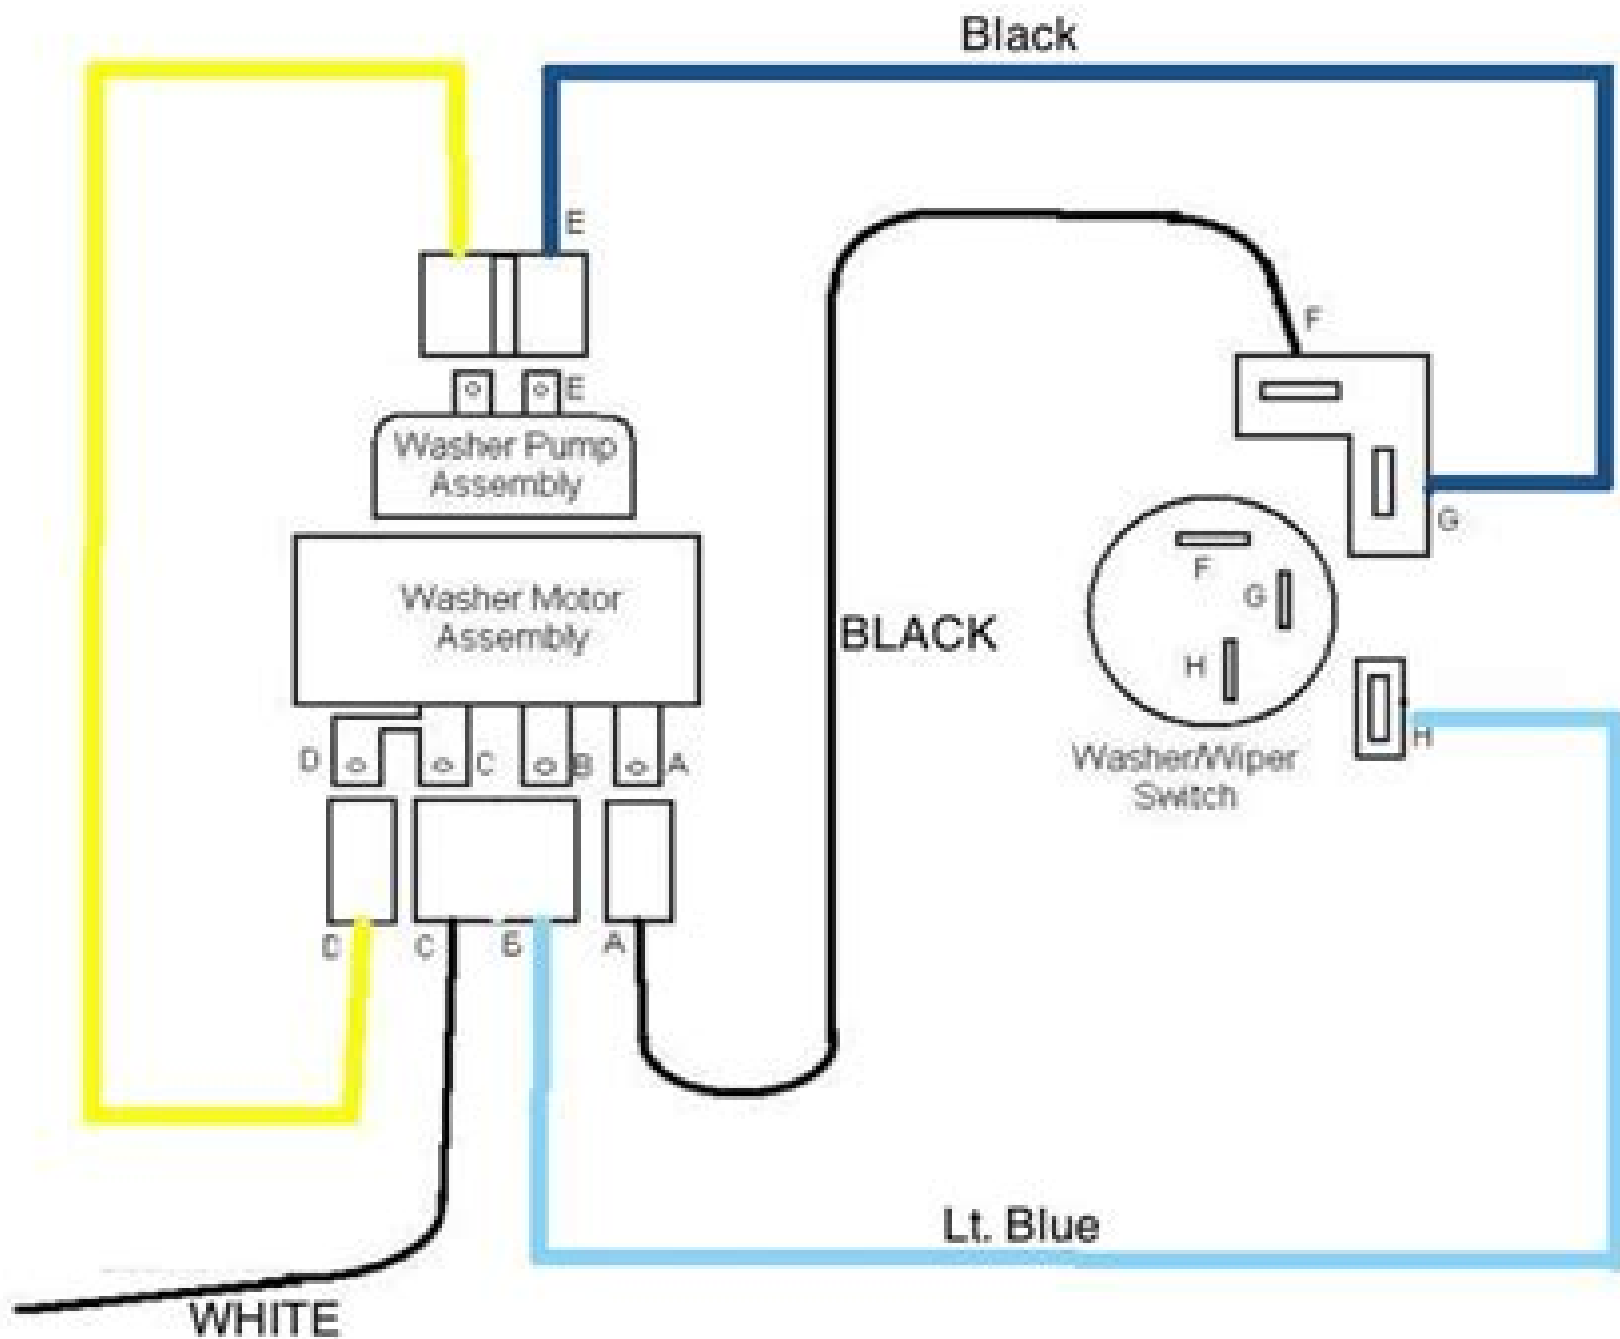 Black
E
F
E
Washer Pump
Assembly
G
F
G
Washer Motor
Assembly
BLACK
H
H
D
C
B
A
Washer/Wiper
Switch
D
C
B
A
Lt. Blue
WHITE